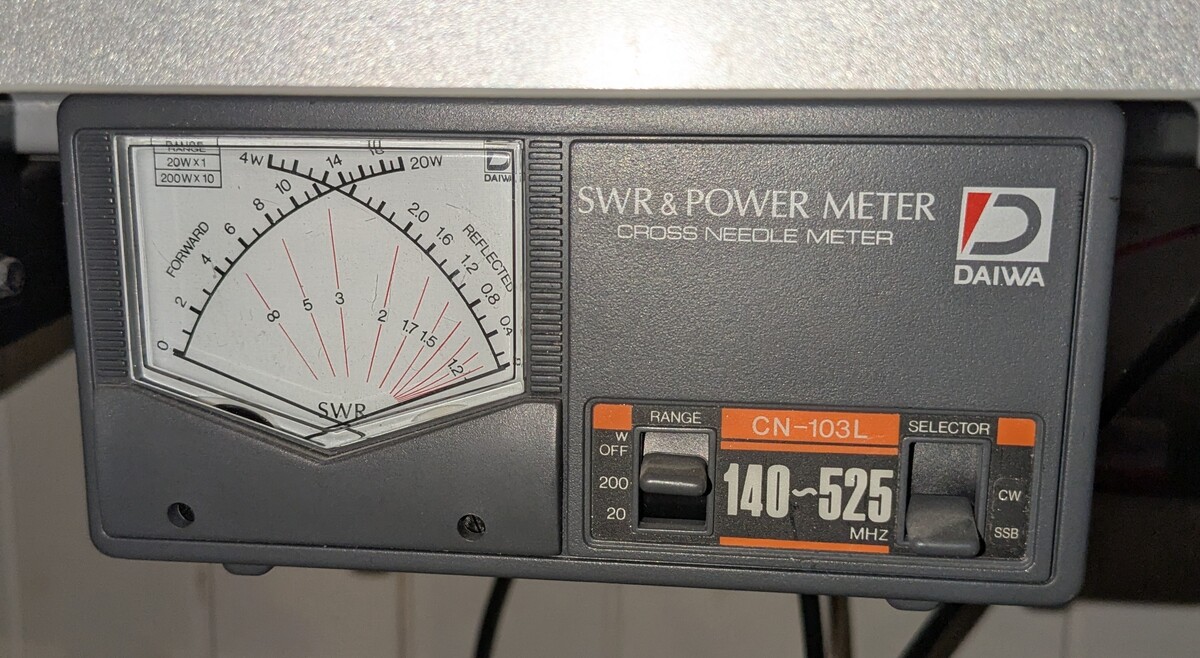 RANGE
20W X 1
200W X 10
4W
14
18
20W
DAIWA
10
8
6
4
2
0
FORWARD
2.0
1.6
1.2
0.8
0.4
REFLECTED
∞
5
3
2
1.7
1.5
1.2
SWR
SWR & POWER METER
CROSS NEEDLE METER
DAIWA
RANGE
W
OFF
200
20
CN-103L
140~525
MHZ
SELECTOR
CW
SSB